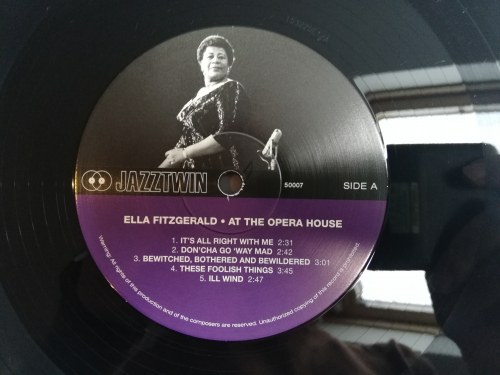 JAZZTWIN
50007
SIDE A
ELLA FITZGERALD • AT THE OPERA HOUSE
1. IT'S ALL RIGHT WITH ME 2:31
2. DON'CHA GO 'WAY MAD 2:42
3. BEWITCHED, BOTHERED AND BEWILDERED 3:01
4. THESE FOOLISH THINGS 3:45
5. ILL WIND 2:47
Warning: All rights of this production and of the composers are reserved. Unauthorized copying of this record is prohibited.